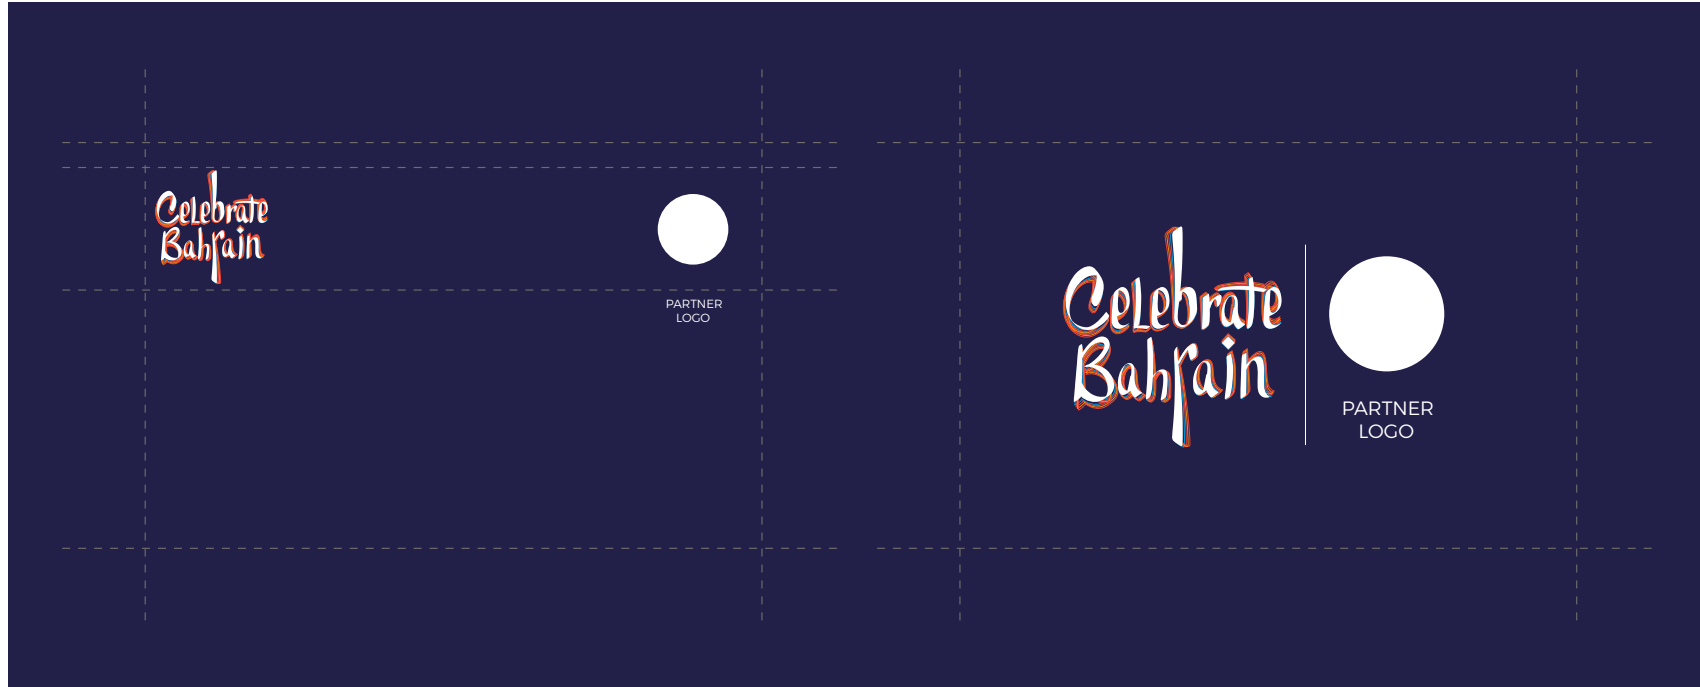 Celebrate
Bahrain
PARTNER
LOGO
Celebrate
Bahrain
PARTNER
LOGO